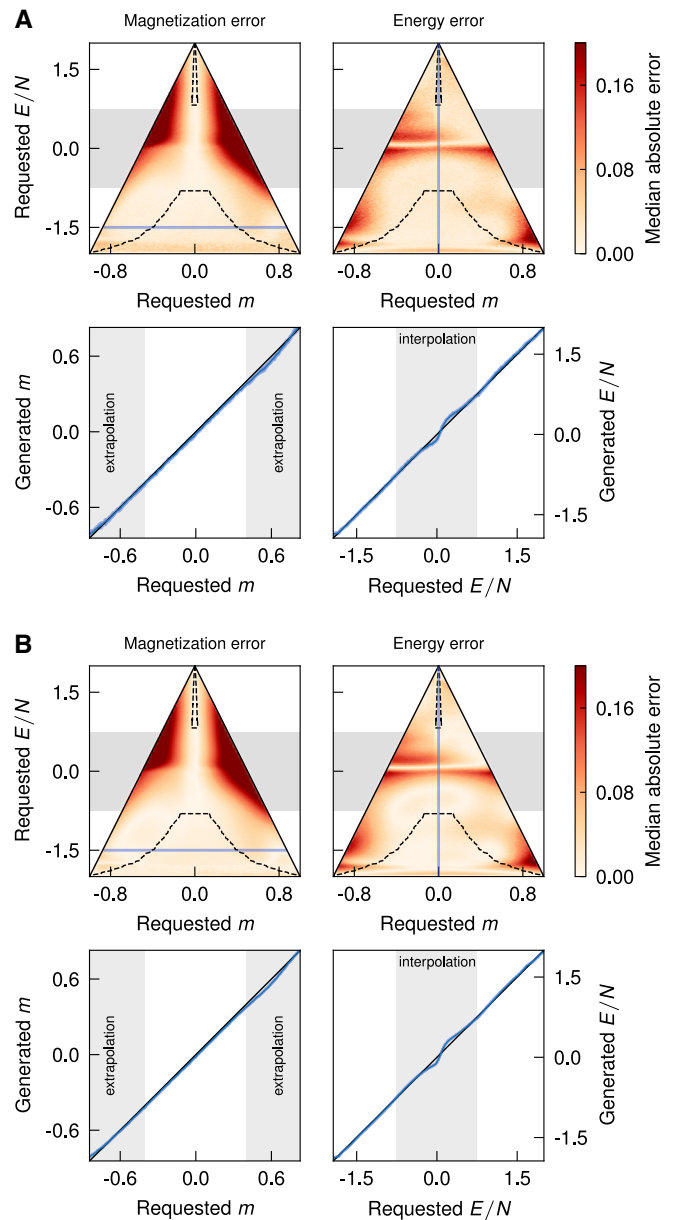 A
Magnetization error
Energy error
Requested E/N
1.5
0.0
-1.5
-0.8
0.0
0.8
Requested m
-0.8
0.0
0.8
Requested m
0.16
0.08
0.00
Median absolute error
Generated m
0.6
0.0
-0.6
extrapolation
extrapolation
-0.6
0.0
0.6
Requested m
interpolation
1.5
0.0
-1.5
Generated E/N
-1.5
0.0
1.5
Requested E/N
B
Magnetization error
Energy error
Requested E/N
1.5
0.0
-1.5
-0.8
0.0
0.8
Requested m
-0.8
0.0
0.8
Requested m
0.16
0.08
0.00
Median absolute error
Generated m
0.6
0.0
-0.6
extrapolation
extrapolation
-0.6
0.0
0.6
Requested m
interpolation
1.5
0.0
-1.5
Generated E/N
-1.5
0.0
1.5
Requested E/N